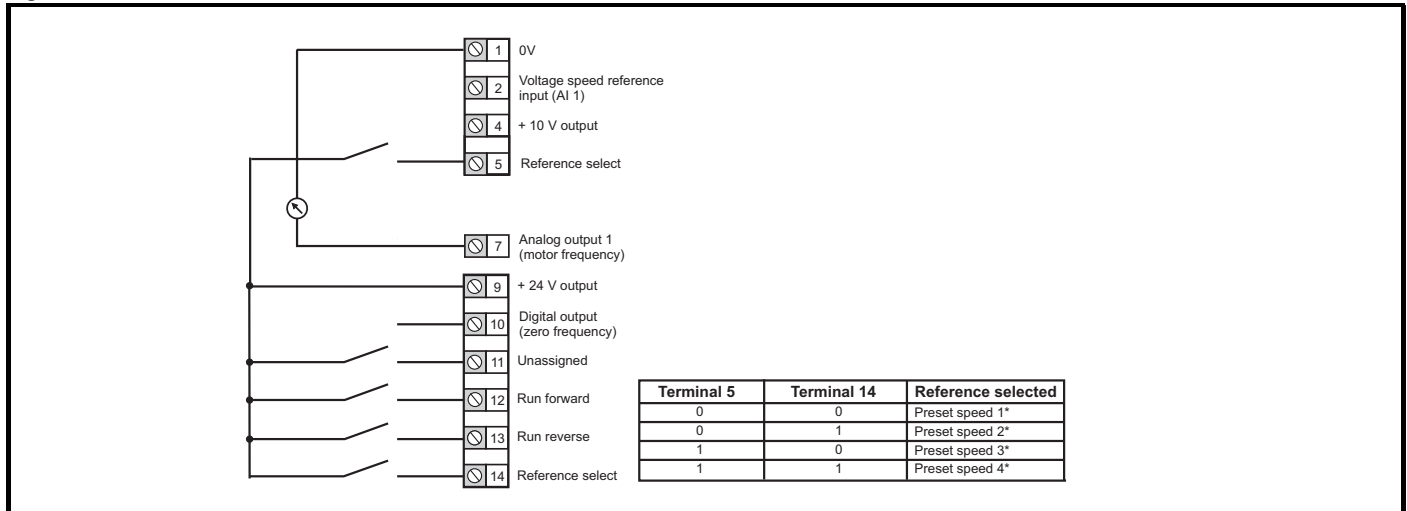 1 0V
2 Voltage speed reference
input (AI 1)
4 + 10 V output
5 Reference select
7 Analog output 1
(motor frequency)
9 + 24 V output
10 Digital output
(zero frequency)
11 Unassigned
12 Run forward
13 Run reverse
14 Reference select
Terminal 5 Terminal 14 Reference selected
0 0 Preset speed 1*
0 1 Preset speed 2*
1 0 Preset speed 3*
1 1 Preset speed 4*